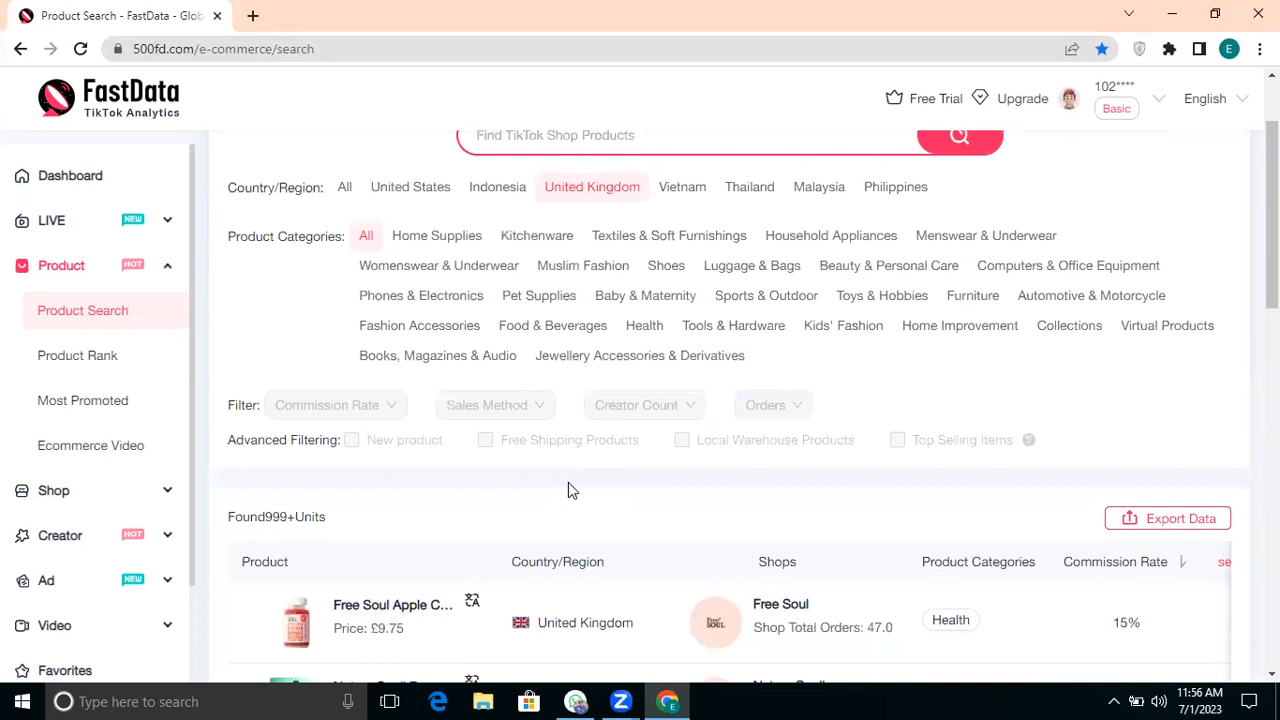 Product Search - FastData - Glob
500fd.com/e-commerce/search
E
FastData
TikTok Analytics
Free Trial
Upgrade
102****
Basic
English
Dashboard
LIVE NEW
Product HOT
Product Search
Product Rank
Most Promoted
Ecommerce Video
Shop
Creator HOT
Ad NEW
Video
Favorites
Find TikTok Shop Products
Country/Region: All United States Indonesia United Kingdom Vietnam Thailand Malaysia Philippines
Product Categories: All Home Supplies Kitchenware Textiles & Soft Furnishings Household Appliances Menswear & Underwear
Womenswear & Underwear Muslim Fashion Shoes Luggage & Bags Beauty & Personal Care Computers & Office Equipment
Phones & Electronics Pet Supplies Baby & Maternity Sports & Outdoor Toys & Hobbies Furniture Automotive & Motorcycle
Fashion Accessories Food & Beverages Health Tools & Hardware Kids' Fashion Home Improvement Collections Virtual Products
Books, Magazines & Audio Jewellery Accessories & Derivatives
Filter: Commission Rate Sales Method Creator Count Orders
Advanced Filtering: New product Free Shipping Products Local Warehouse Products Top Selling Items ?
Found999+Units
Export Data
Product Country/Region Shops Product Categories Commission Rate se
Free Soul Apple C...
Price: £9.75
United Kingdom
Free Soul
Shop Total Orders: 47.0
Health
15%
Type here to search
11:56 AM
7/1/2023